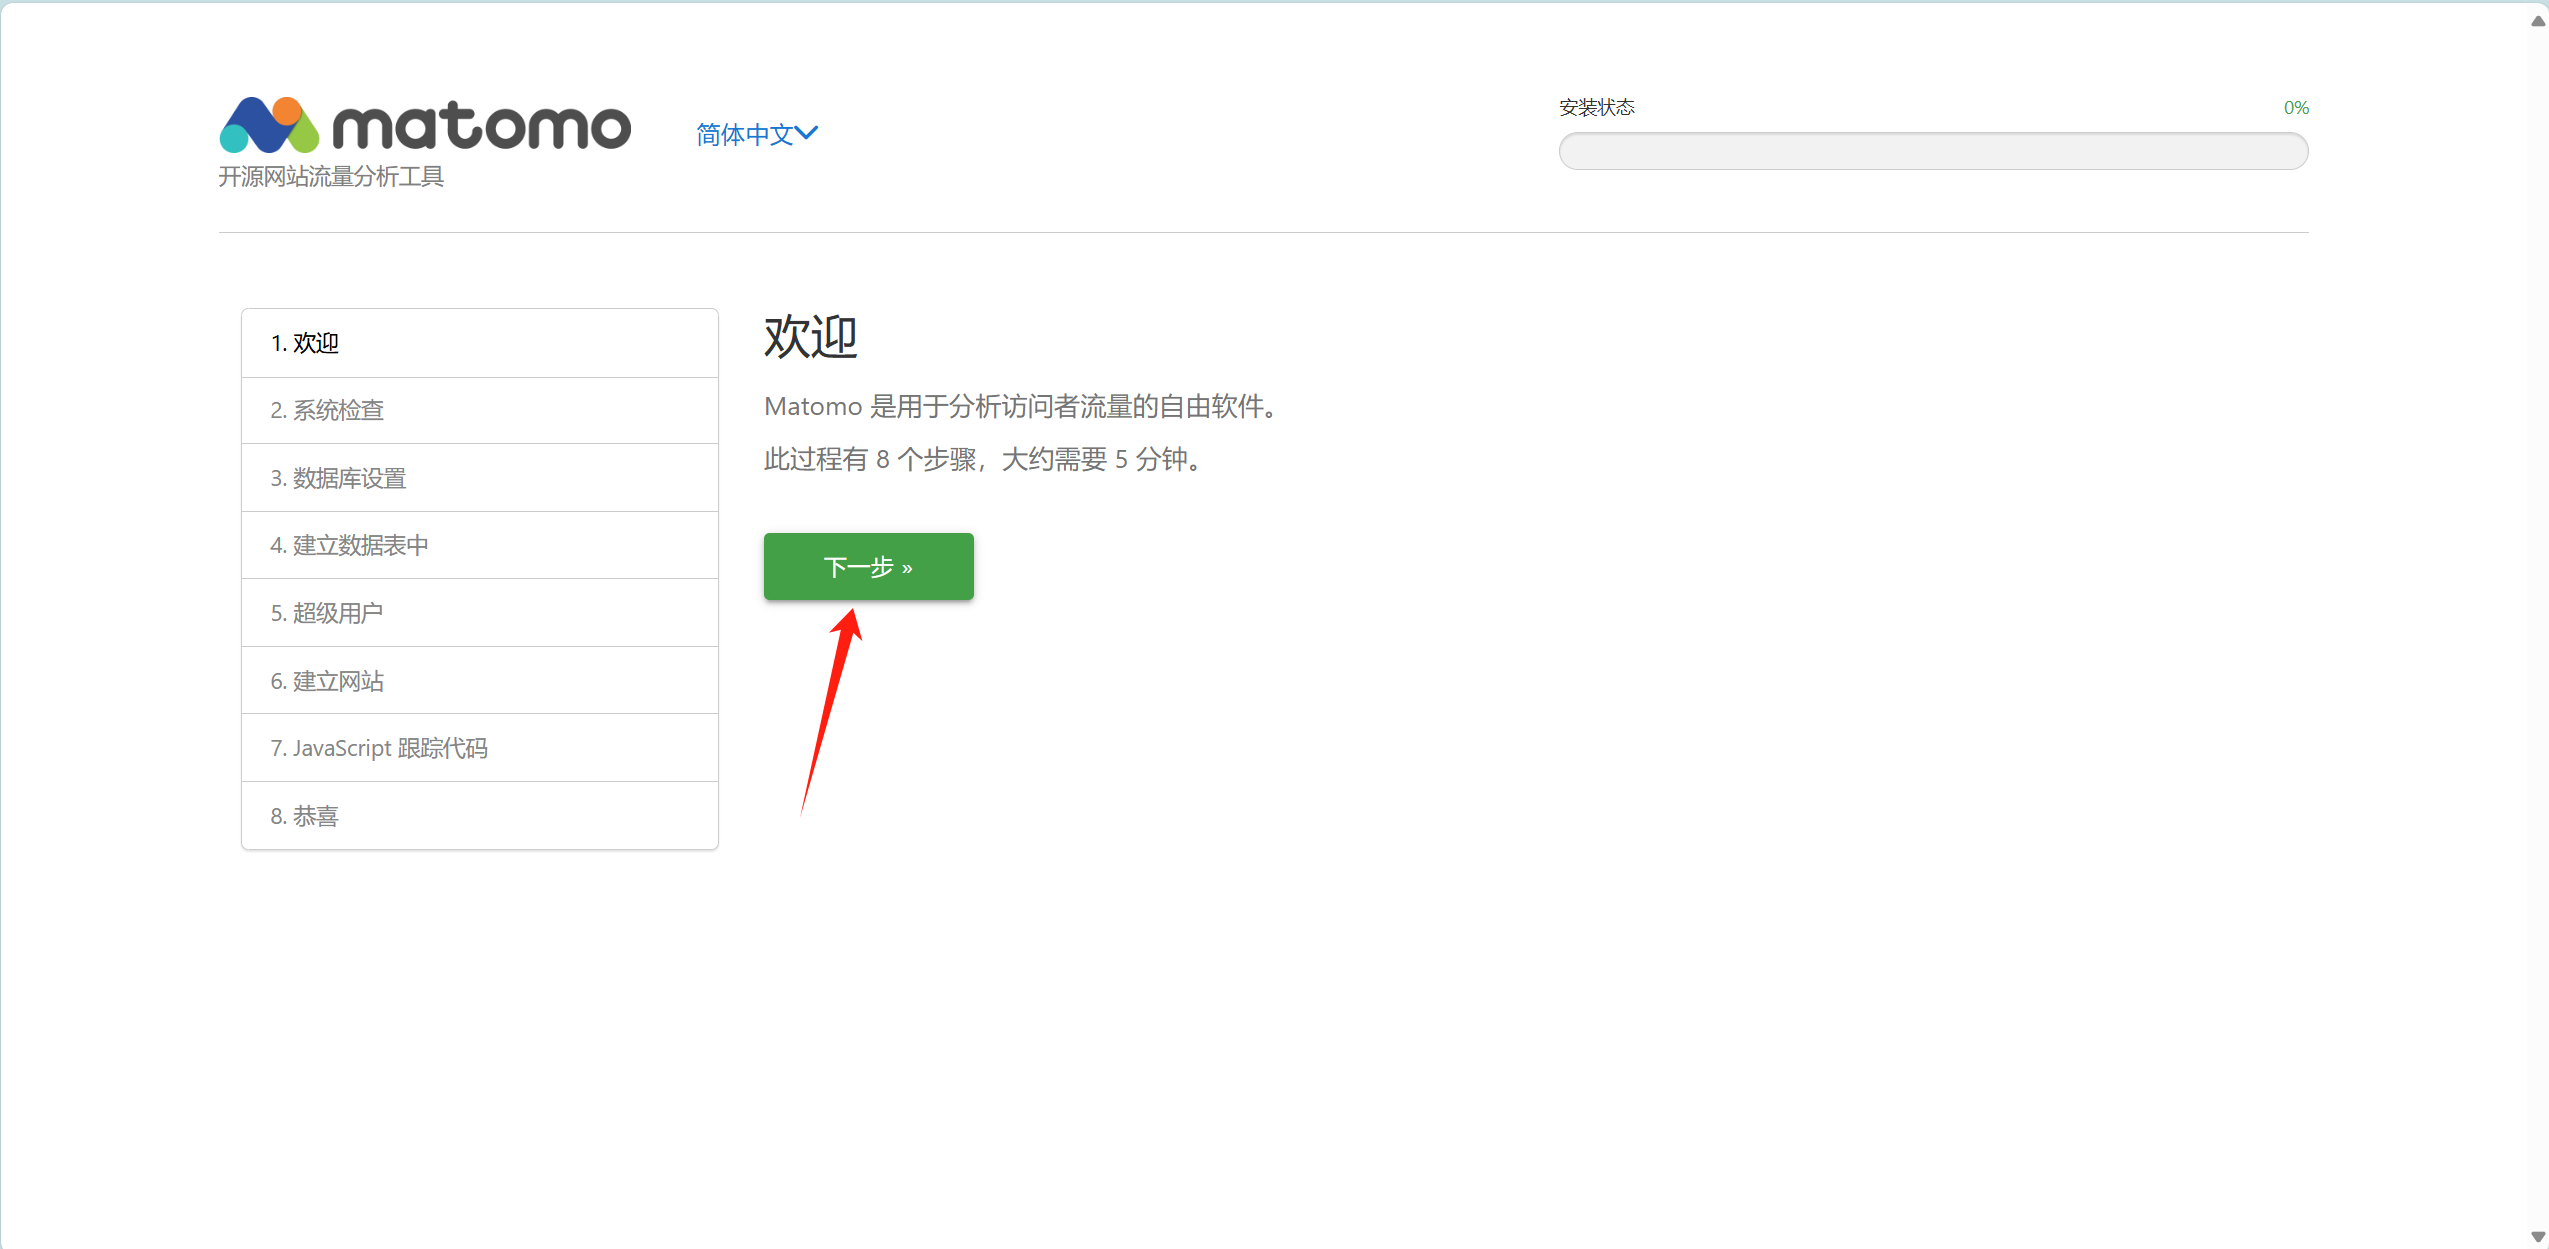 matomo
简体中文
开源网站流量分析工具
安装状态
0%
1. 欢迎
2. 系统检查
3. 数据库设置
4. 建立数据表中
5. 超级用户
6. 建立网站
7. JavaScript 跟踪代码
8. 恭喜
欢迎
Matomo 是用于分析访问者流量的自由软件。
此过程有 8 个步骤，大约需要 5 分钟。
下一步 »